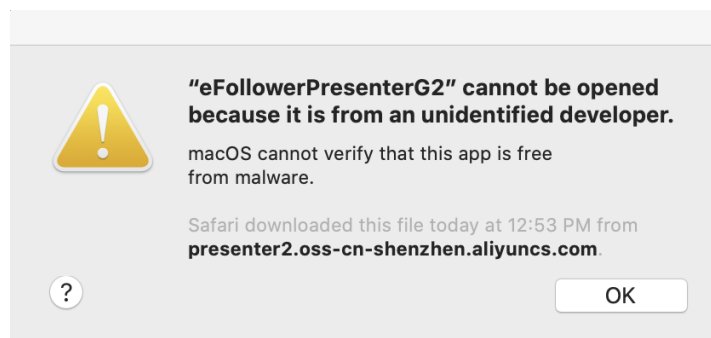 “eFollowerPresenterG2” cannot be opened
because it is from an unidentified developer.
macOS cannot verify that this app is free
from malware.
Safari downloaded this file today at 12:53 PM from
presenter2.oss-cn-shenzhen.aliyuncs.com.
?
OK